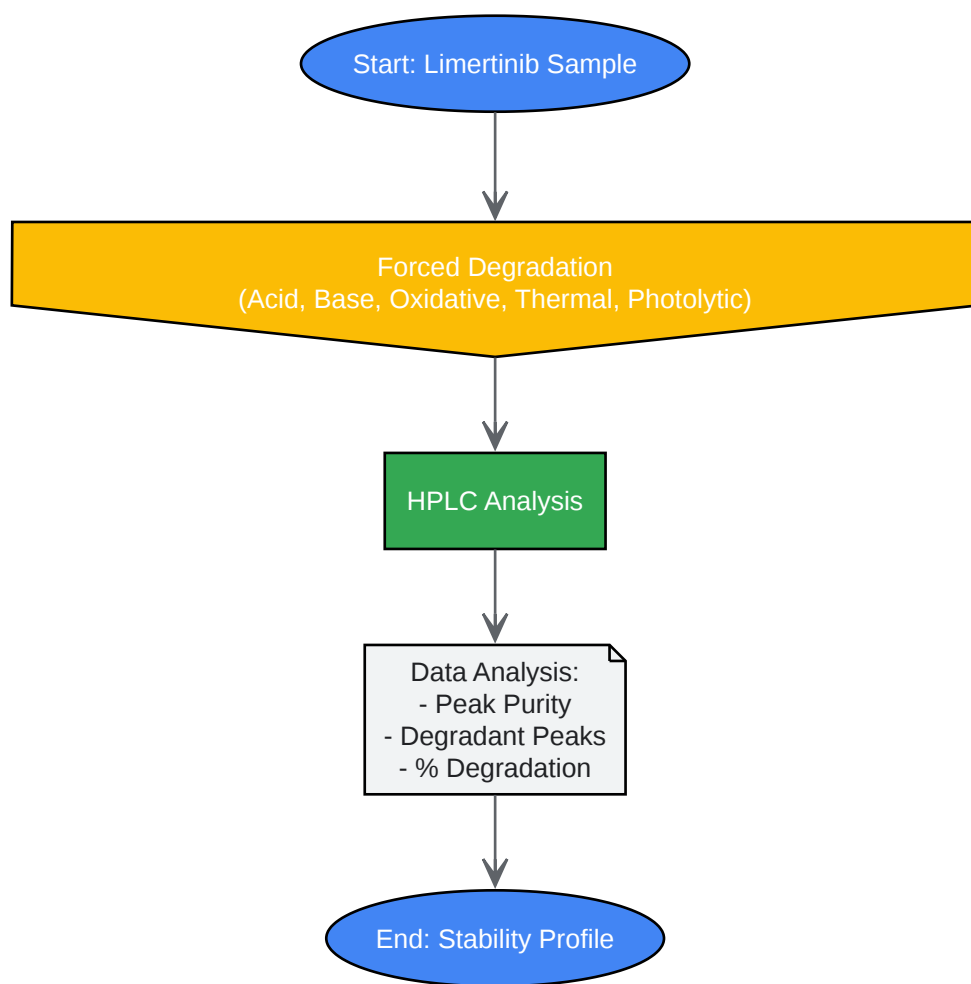 Start: Limertinib Sample
Forced Degradation
(Acid, Base, Oxidative, Thermal, Photolytic)
HPLC Analysis
Data Analysis:
- Peak Purity
- Degradant Peaks
- % Degradation
End: Stability Profile